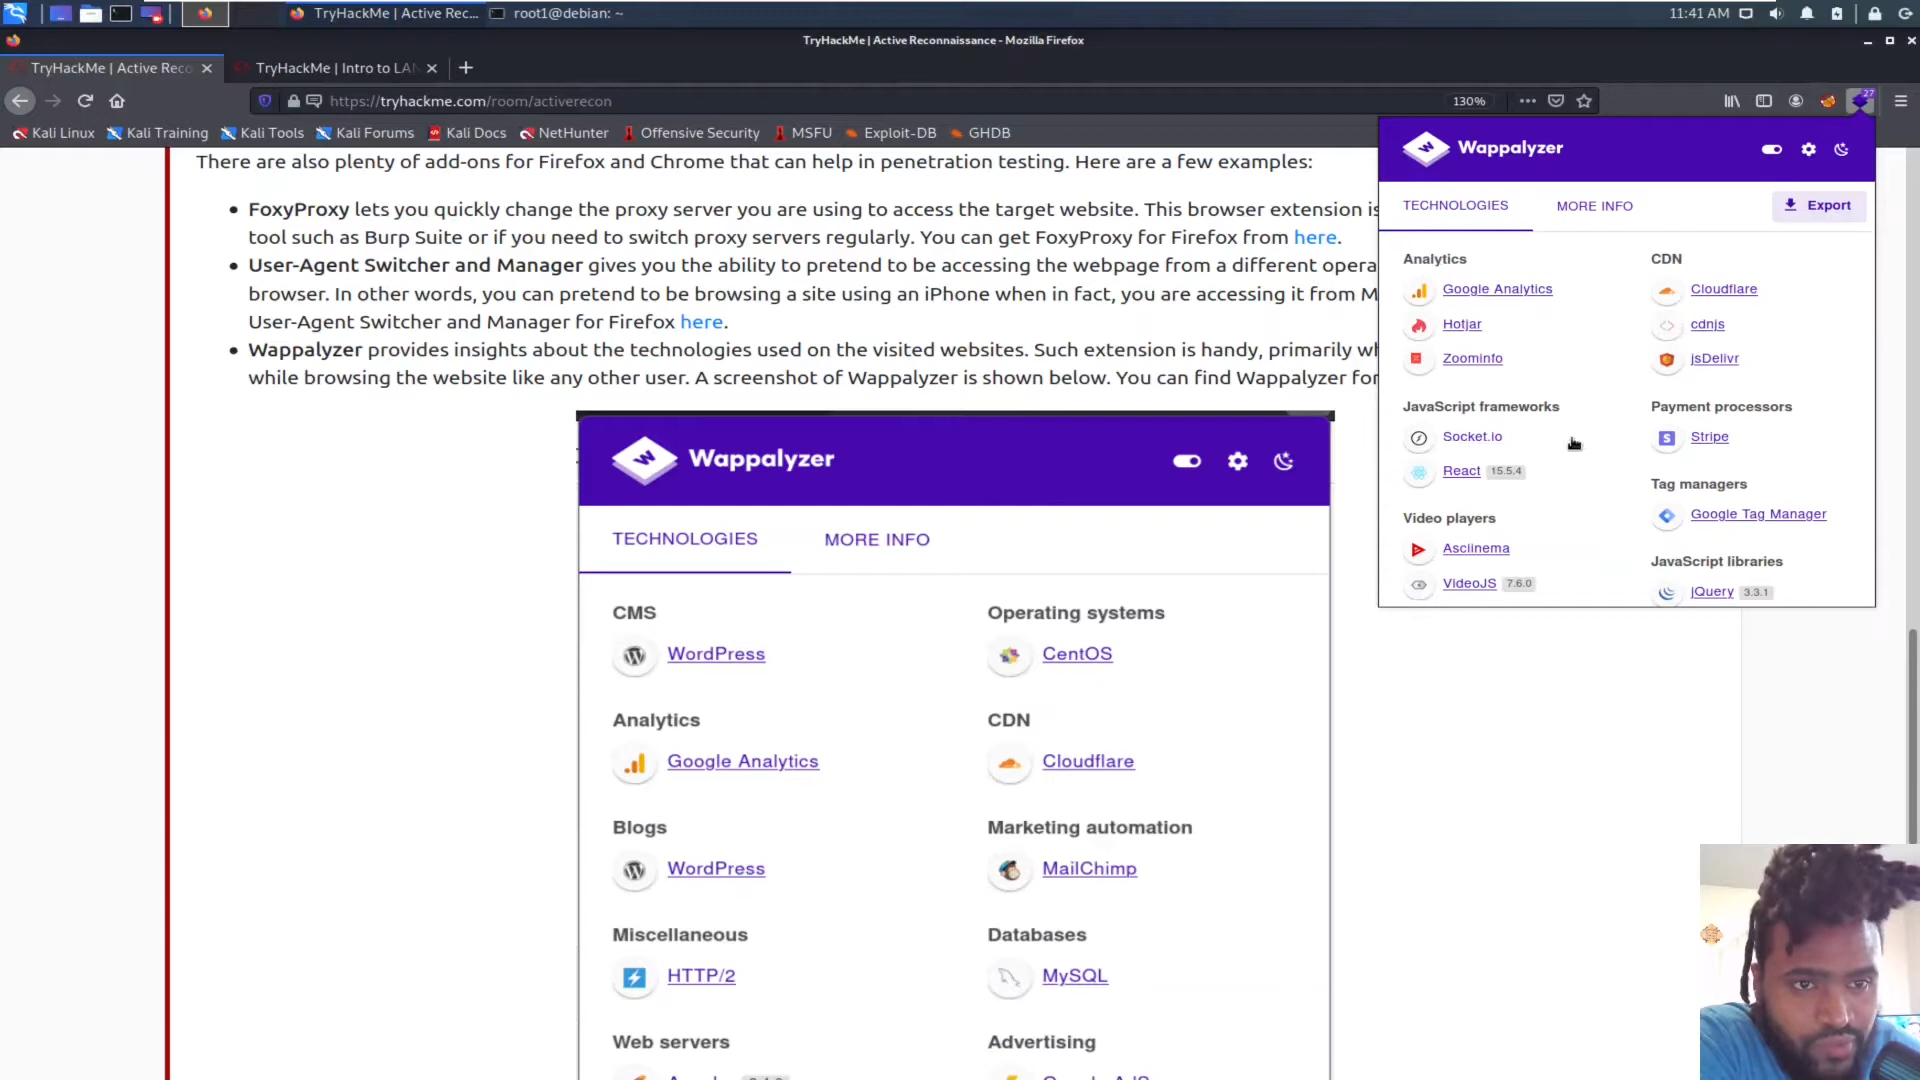 TryHackMe | Active Rec...
root1@debian: ~
11:41 AM
TryHackMe | Active Reconnaissance - Mozilla Firefox
TryHackMe | Active Reco
TryHackMe | Intro to LAN
https://tryhackme.com/room/activerecon
130%
27
Kali Linux
Kali Training
Kali Tools
Kali Forums
Kali Docs
NetHunter
Offensive Security
MSFU
Exploit-DB
GHDB
There are also plenty of add-ons for Firefox and Chrome that can help in penetration testing. Here are a few examples:
FoxyProxy lets you quickly change the proxy server you are using to access the target website. This browser extension is
tool such as Burp Suite or if you need to switch proxy servers regularly. You can get FoxyProxy for Firefox from here.
User-Agent Switcher and Manager gives you the ability to pretend to be accessing the webpage from a different opera
browser. In other words, you can pretend to be browsing a site using an iPhone when in fact, you are accessing it from M
User-Agent Switcher and Manager for Firefox here.
Wappalyzer provides insights about the technologies used on the visited websites. Such extension is handy, primarily wh
while browsing the website like any other user. A screenshot of Wappalyzer is shown below. You can find Wappalyzer for
Wappalyzer
TECHNOLOGIES
MORE INFO
CMS
WordPress
Operating systems
CentOS
Analytics
Google Analytics
CDN
Cloudflare
Blogs
WordPress
Marketing automation
MailChimp
Miscellaneous
HTTP/2
Databases
MySQL
Web servers
Advertising
Wappalyzer
TECHNOLOGIES
MORE INFO
Export
Analytics
Google Analytics
Hotjar
Zoominfo
JavaScript frameworks
Socket.io
React 15.5.4
Video players
Asciinema
VideoJS 7.6.0
CDN
Cloudflare
cdnjs
jsDelivr
Payment processors
Stripe
Tag managers
Google Tag Manager
JavaScript libraries
jQuery 3.3.1